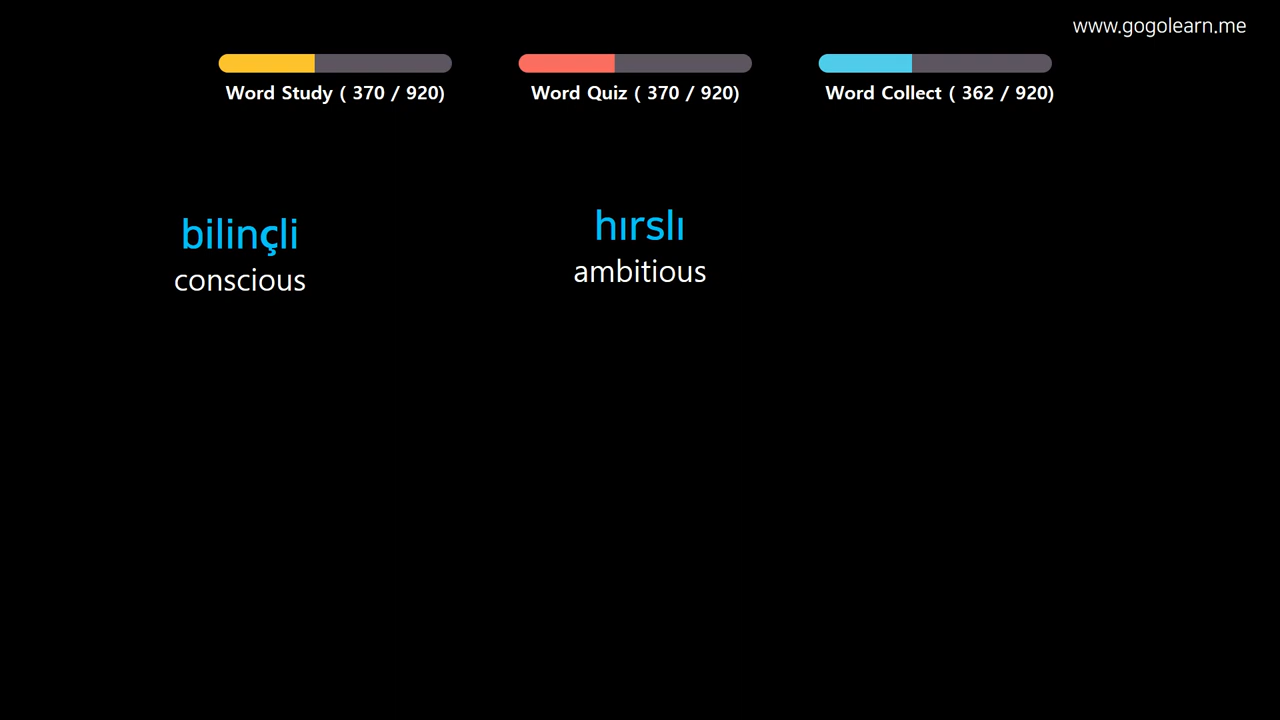 www.gogolearn.me
Word Study ( 370 / 920)
Word Quiz ( 370 / 920)
Word Collect ( 362 / 920)
bilinçli
conscious
hırslı
ambitious